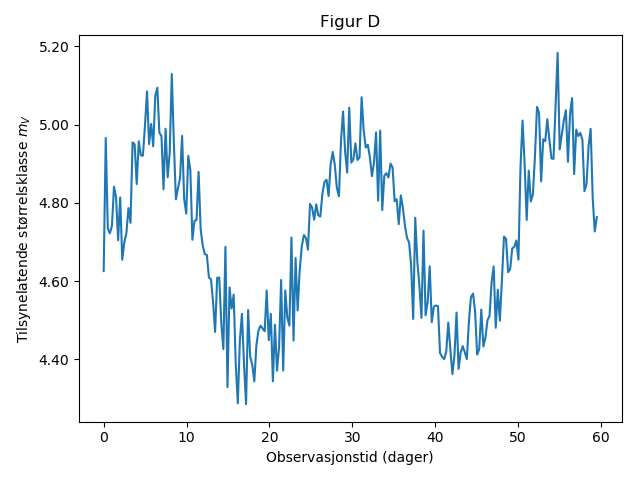 Figur D
5.20
5.00
4.80
4.60
4.40
Tilsynelatende størrelsesklasse m_V
0 10 20 30 40 50 60
Observasjonstid (dager)